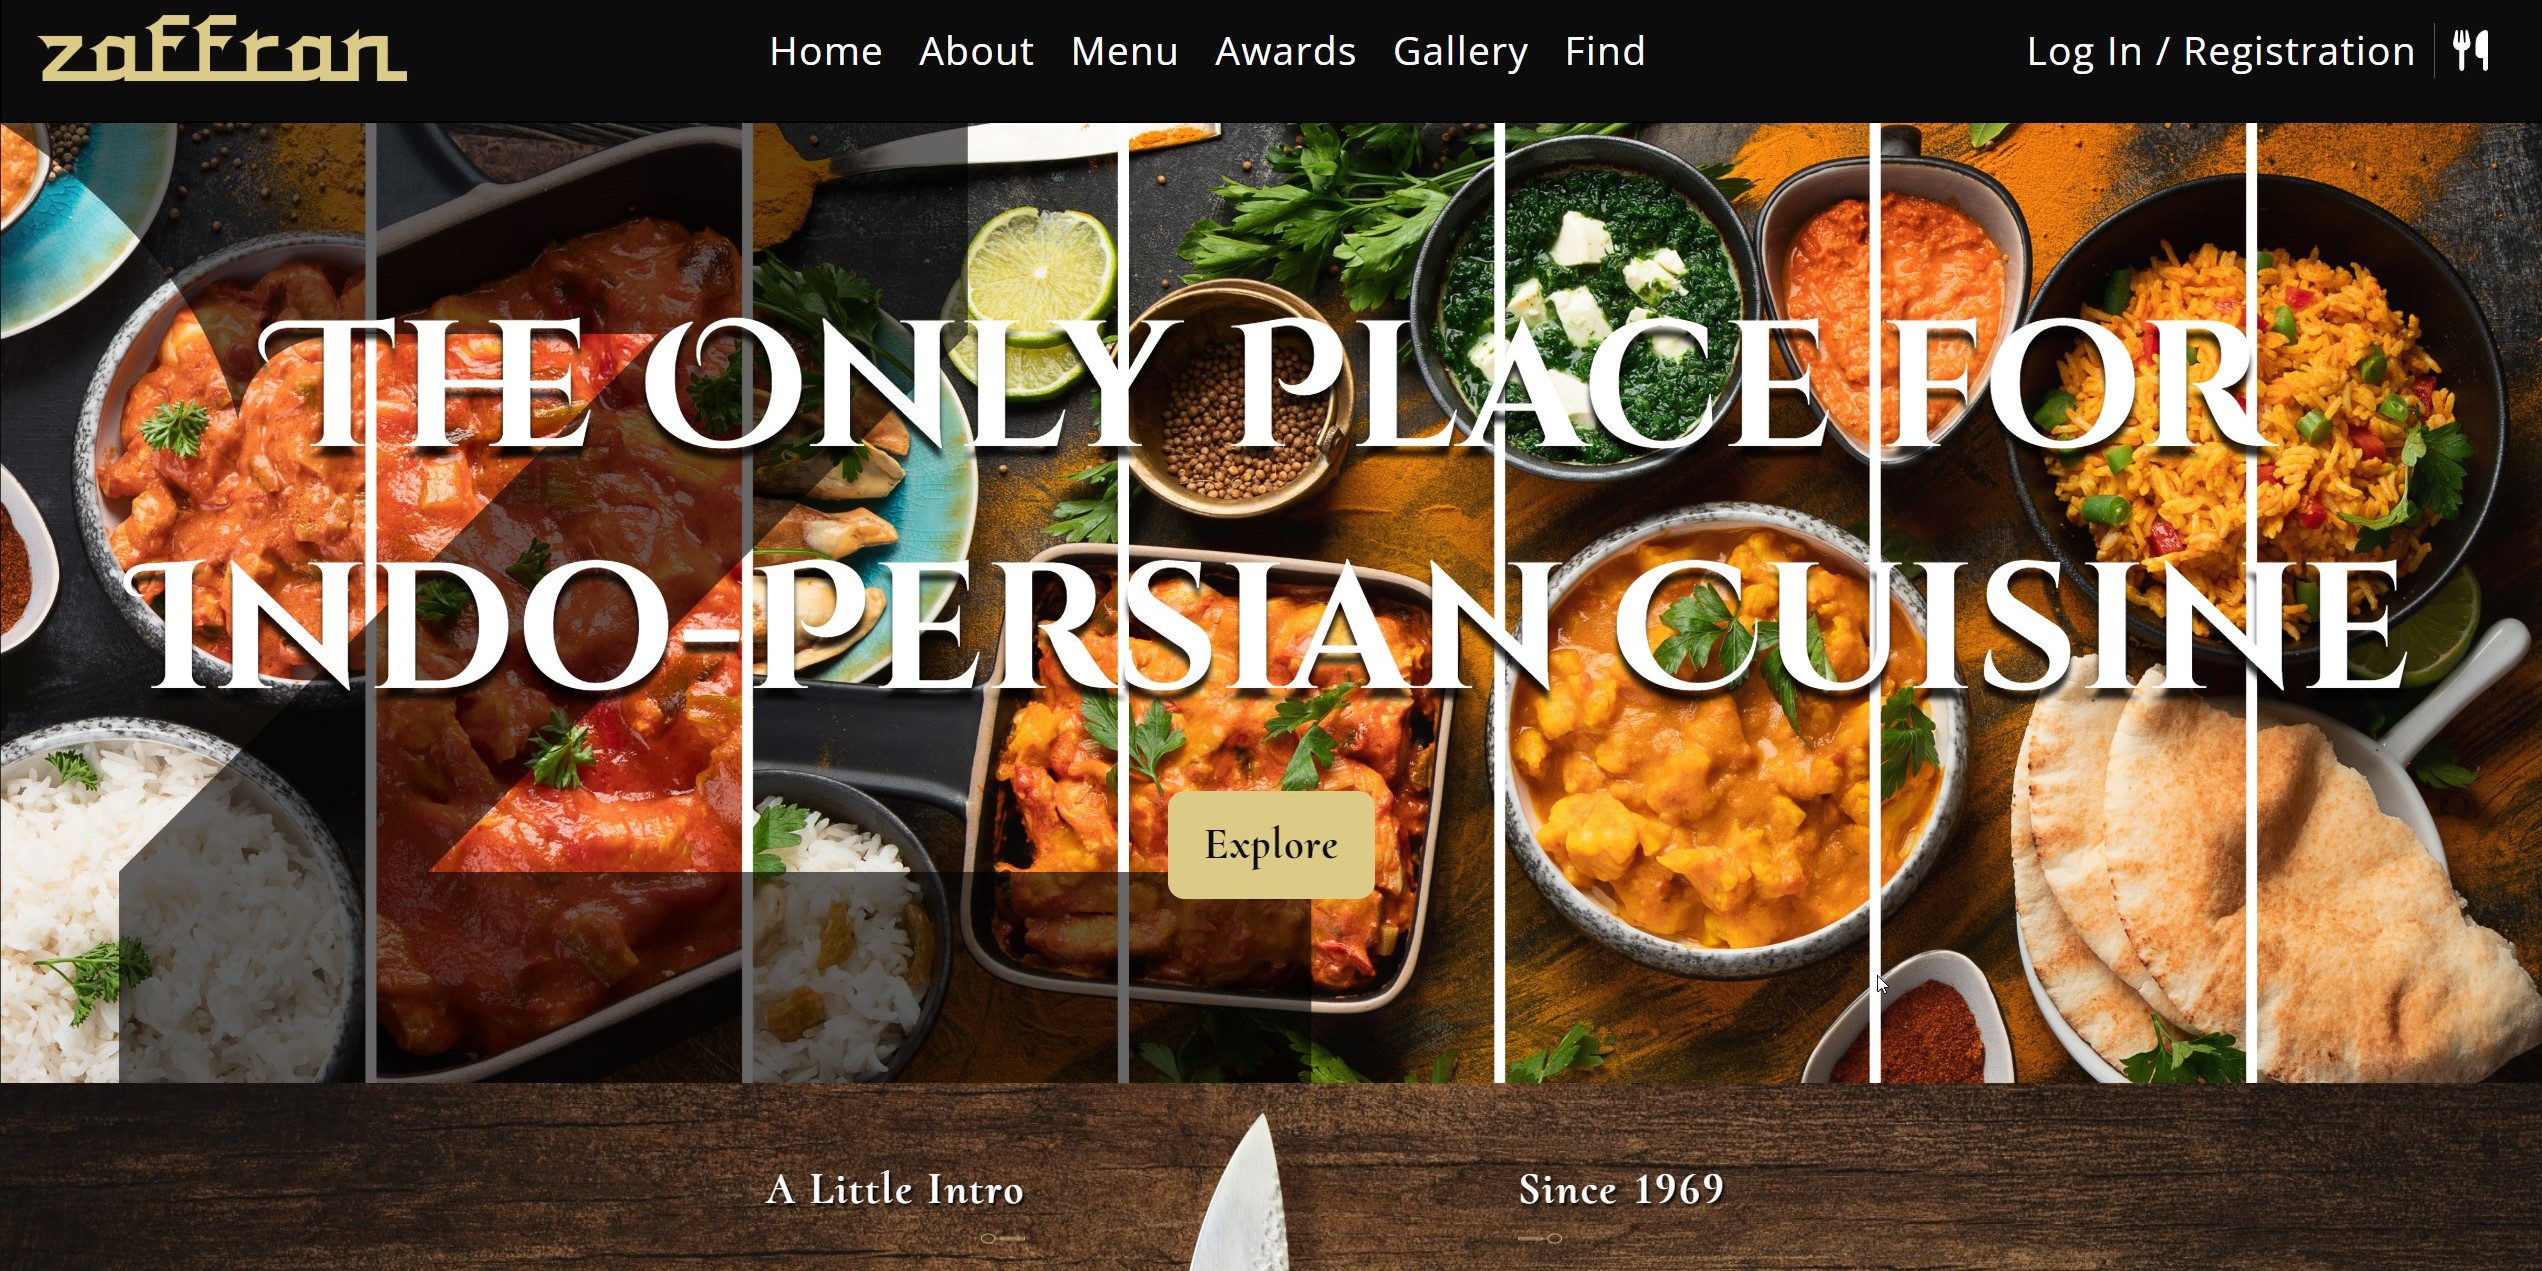 zaffran
Home About Menu Awards Gallery Find
Log In / Registration
The Only Place for
Indo-Persian Cuisine
Explore
A Little Intro
Since 1969